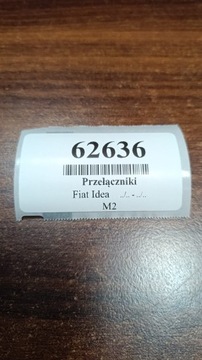 62636
Przełączniki
Fiat Idea ../.. - ../..
M2